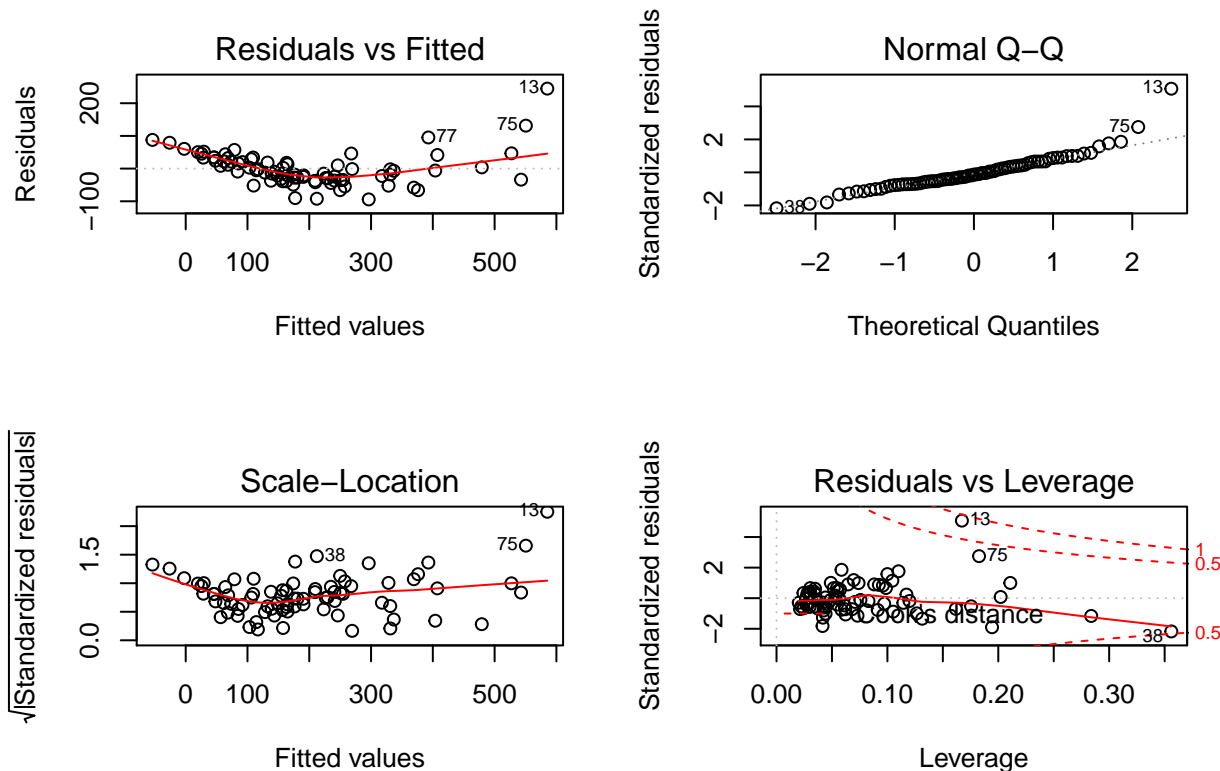 Residuals vs Fitted
Residuals
200
-100
13
75
77
0 100 300 500
Fitted values
Normal Q−Q
Standardized residuals
2
−2
13
75
38
−2 −1 0 1 2
Theoretical Quantiles
Scale−Location
√|Standardized residuals|
1.5
0.0
13
75
38
0 100 300 500
Fitted values
Residuals vs Leverage
Standardized residuals
2
−2
13
75
38
Cook's distance
1
0.5
0.5
0.00 0.10 0.20 0.30
Leverage